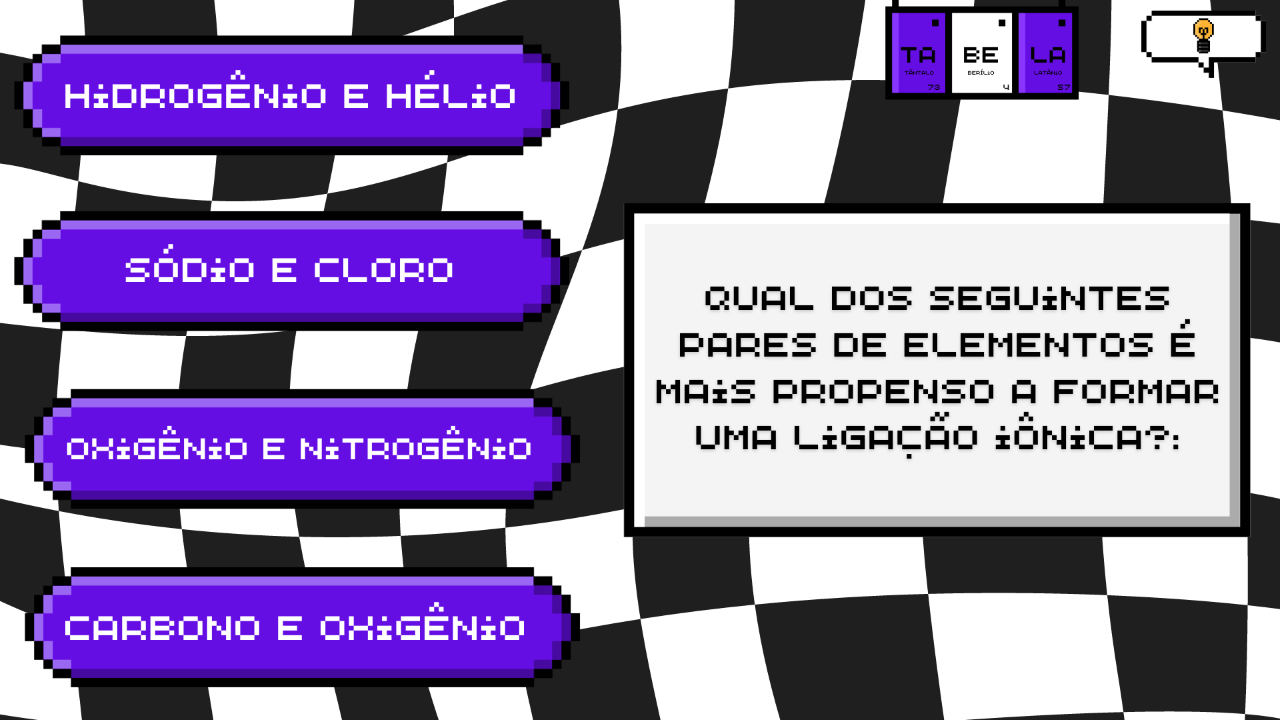 HIDROGÊNIO E HÉLIO
SÓDIO E CLORO
OXIGÊNIO E NITROGÊNIO
CARBONO E OXIGÊNIO
TA BE LA
TÂNTALO BERÍLIO LATÂNIO
73 4 57
QUAL DOS SEGUINTES
PARES DE ELEMENTOS É
MAIS PROPENSO A FORMAR
UMA LIGAÇÃO IÔNICA?: